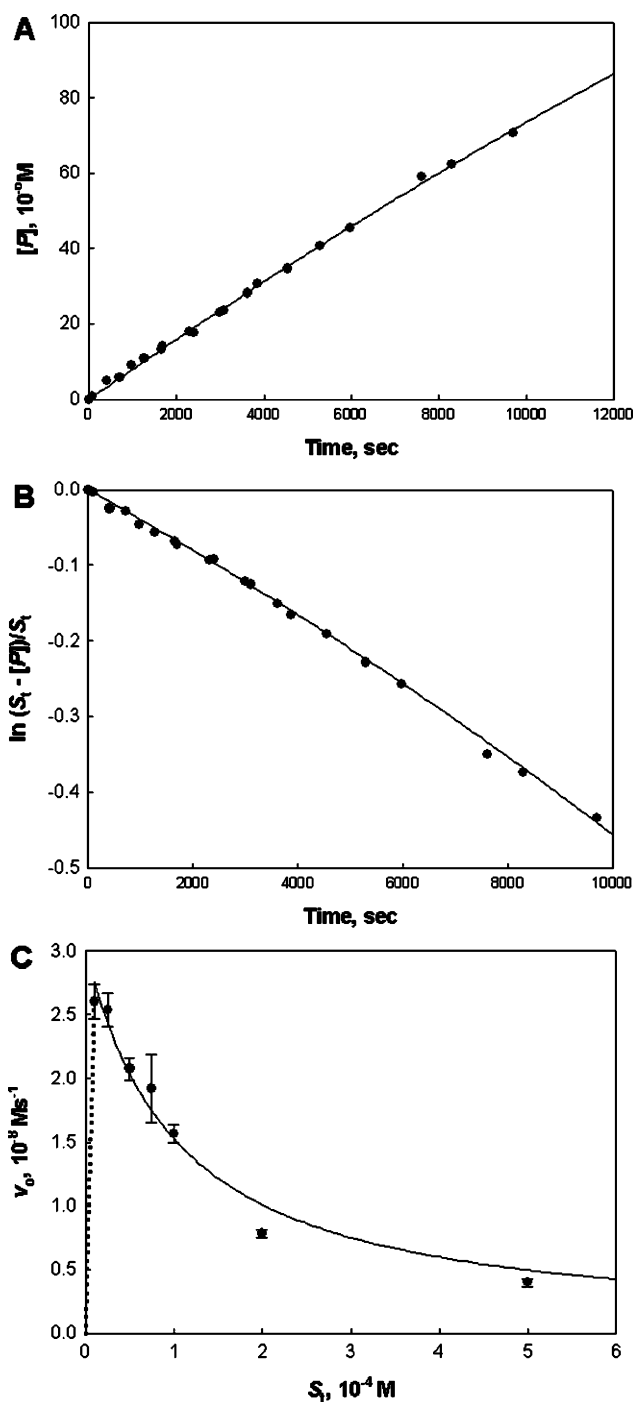 A
100
80
60
40
20
0
[P], 10⁻⁶M
0 2000 4000 6000 8000 10000 12000
Time, sec
B
0.0
-0.1
-0.2
-0.3
-0.4
-0.5
ln (Sₜ - [P])/Sₜ
0 2000 4000 6000 8000 10000
Time, sec
C
3.0
2.5
2.0
1.5
1.0
0.5
0.0
vₒ, 10⁻⁸ Ms⁻¹
0 1 2 3 4 5 6
Sₜ, 10⁻⁴ M